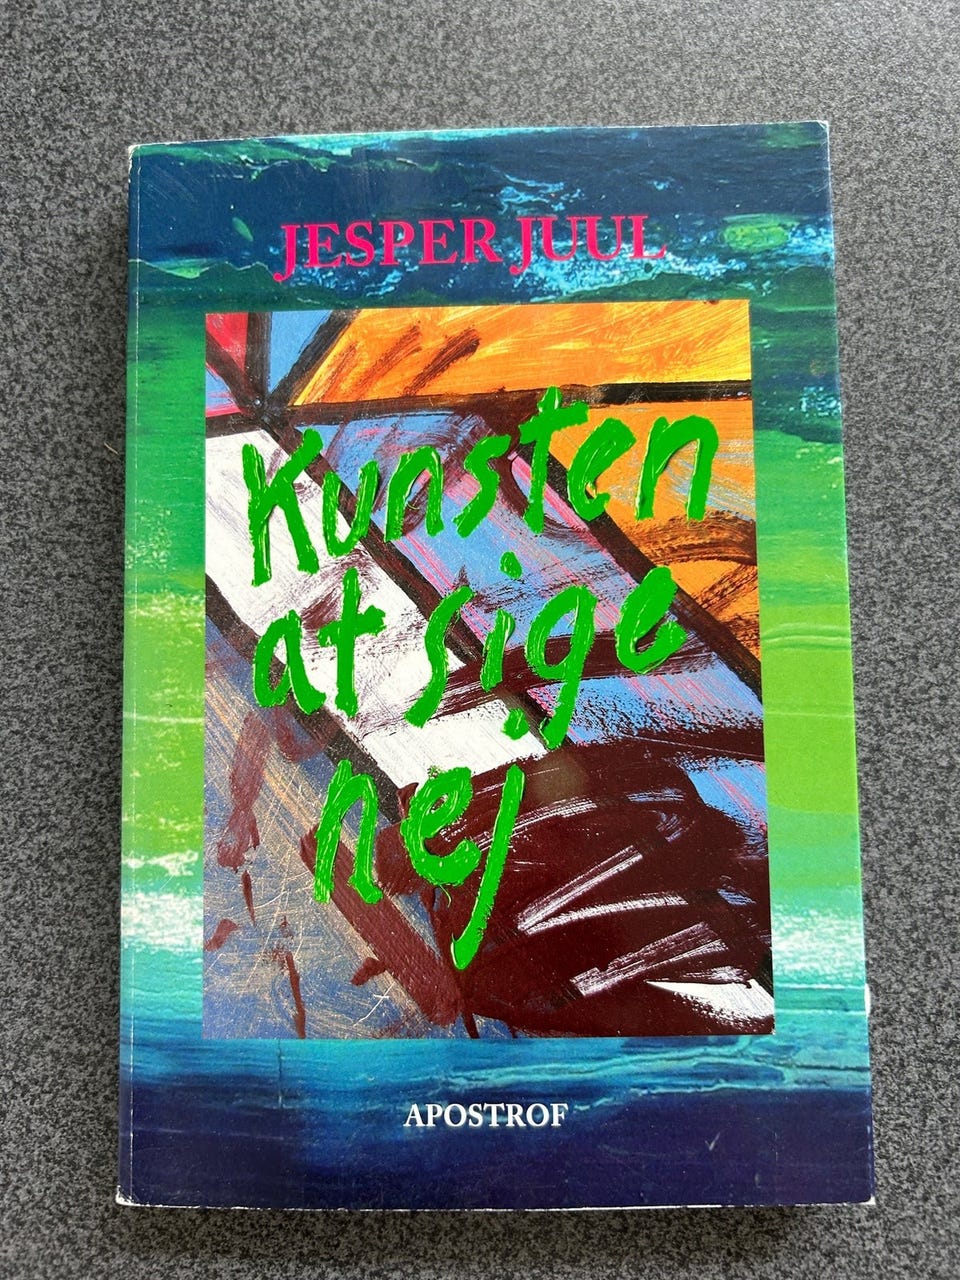 JESPER JUUL
Kunsten
at sige
nej
APOSTROF